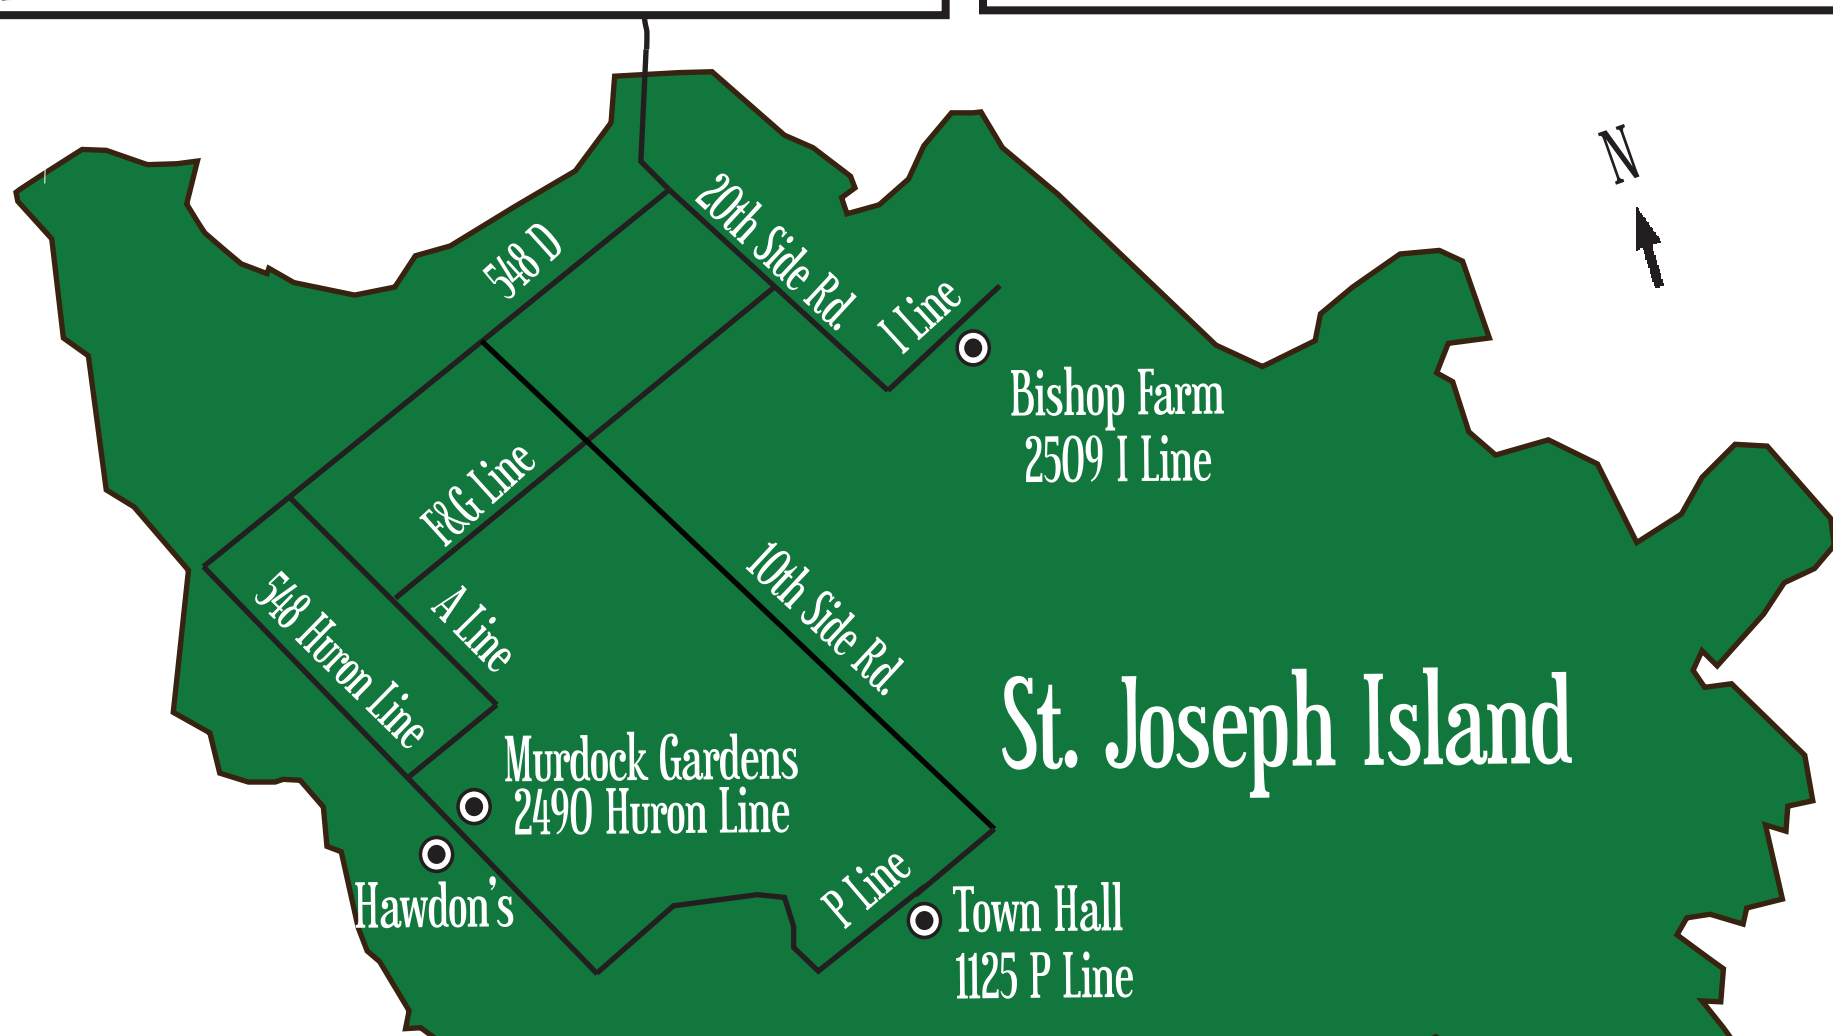 N
20th Side Rd.
548 D
I Line
Bishop Farm
2509 I Line
F&G Line
10th Side Rd.
A Line
548 Huron Line
St. Joseph Island
Murdock Gardens
2490 Huron Line
Hawdon's
P Line
Town Hall
1125 P Line